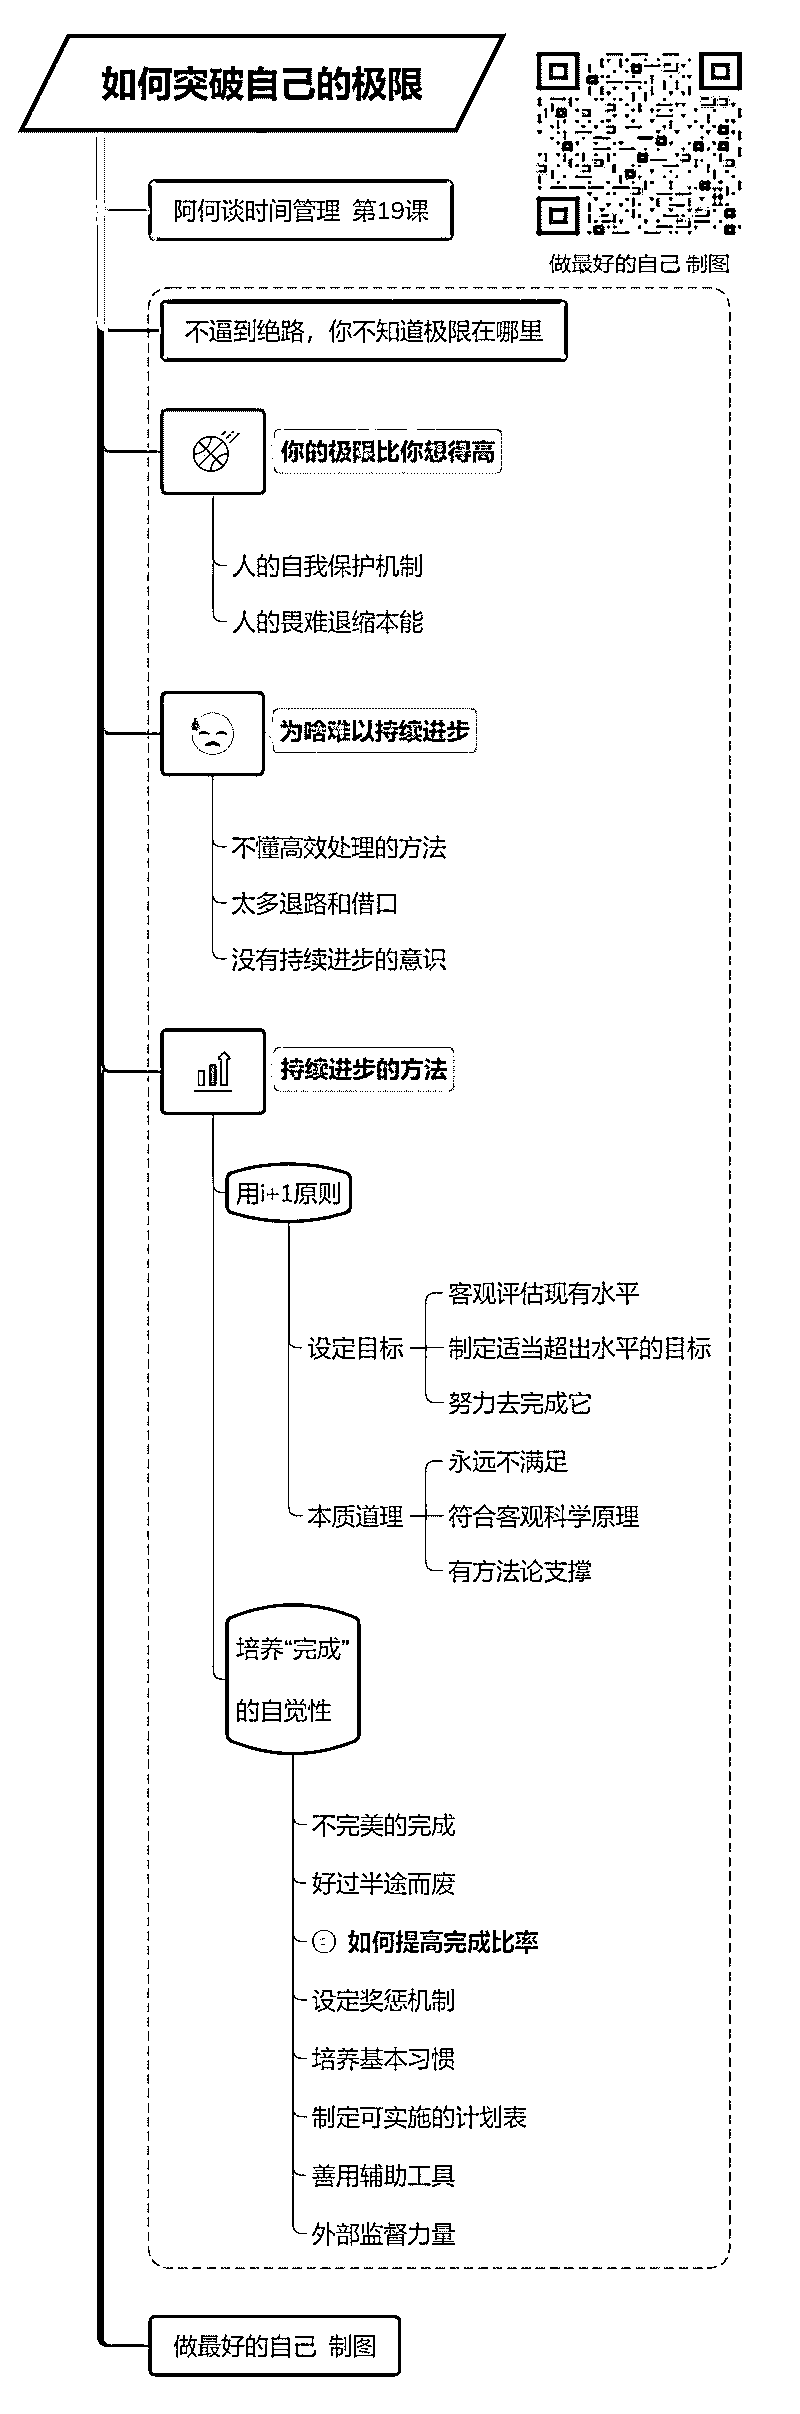 如何突破自己的极限
做最好的自己 制图
阿何谈时间管理 第19课
不逼到绝路，你不知道极限在哪里
你的极限比你想得高
人的自我保护机制
人的畏难退缩本能
为啥难以持续进步
不懂高效处理的方法
太多退路和借口
没有持续进步的意识
持续进步的方法
用i+1原则
设定目标
客观评估现有水平
制定适当超出水平的目标
努力去完成它
本质道理
永远不满足
符合客观科学原理
有方法论支撑
培养“完成”
的自觉性
不完美的完成
好过半途而废
如何提高完成比率
设定奖惩机制
培养基本习惯
制定可实施的计划表
善用辅助工具
外部监督力量
做最好的自己 制图